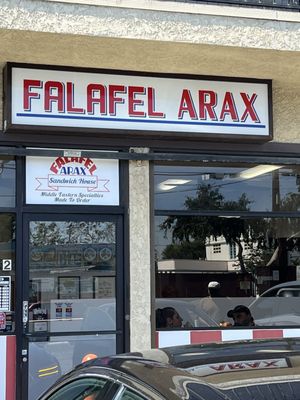 FALAFEL ARAX
FALAFEL
ARAX
Sandwich House
Middle Eastern Specialties
Made To Order
2